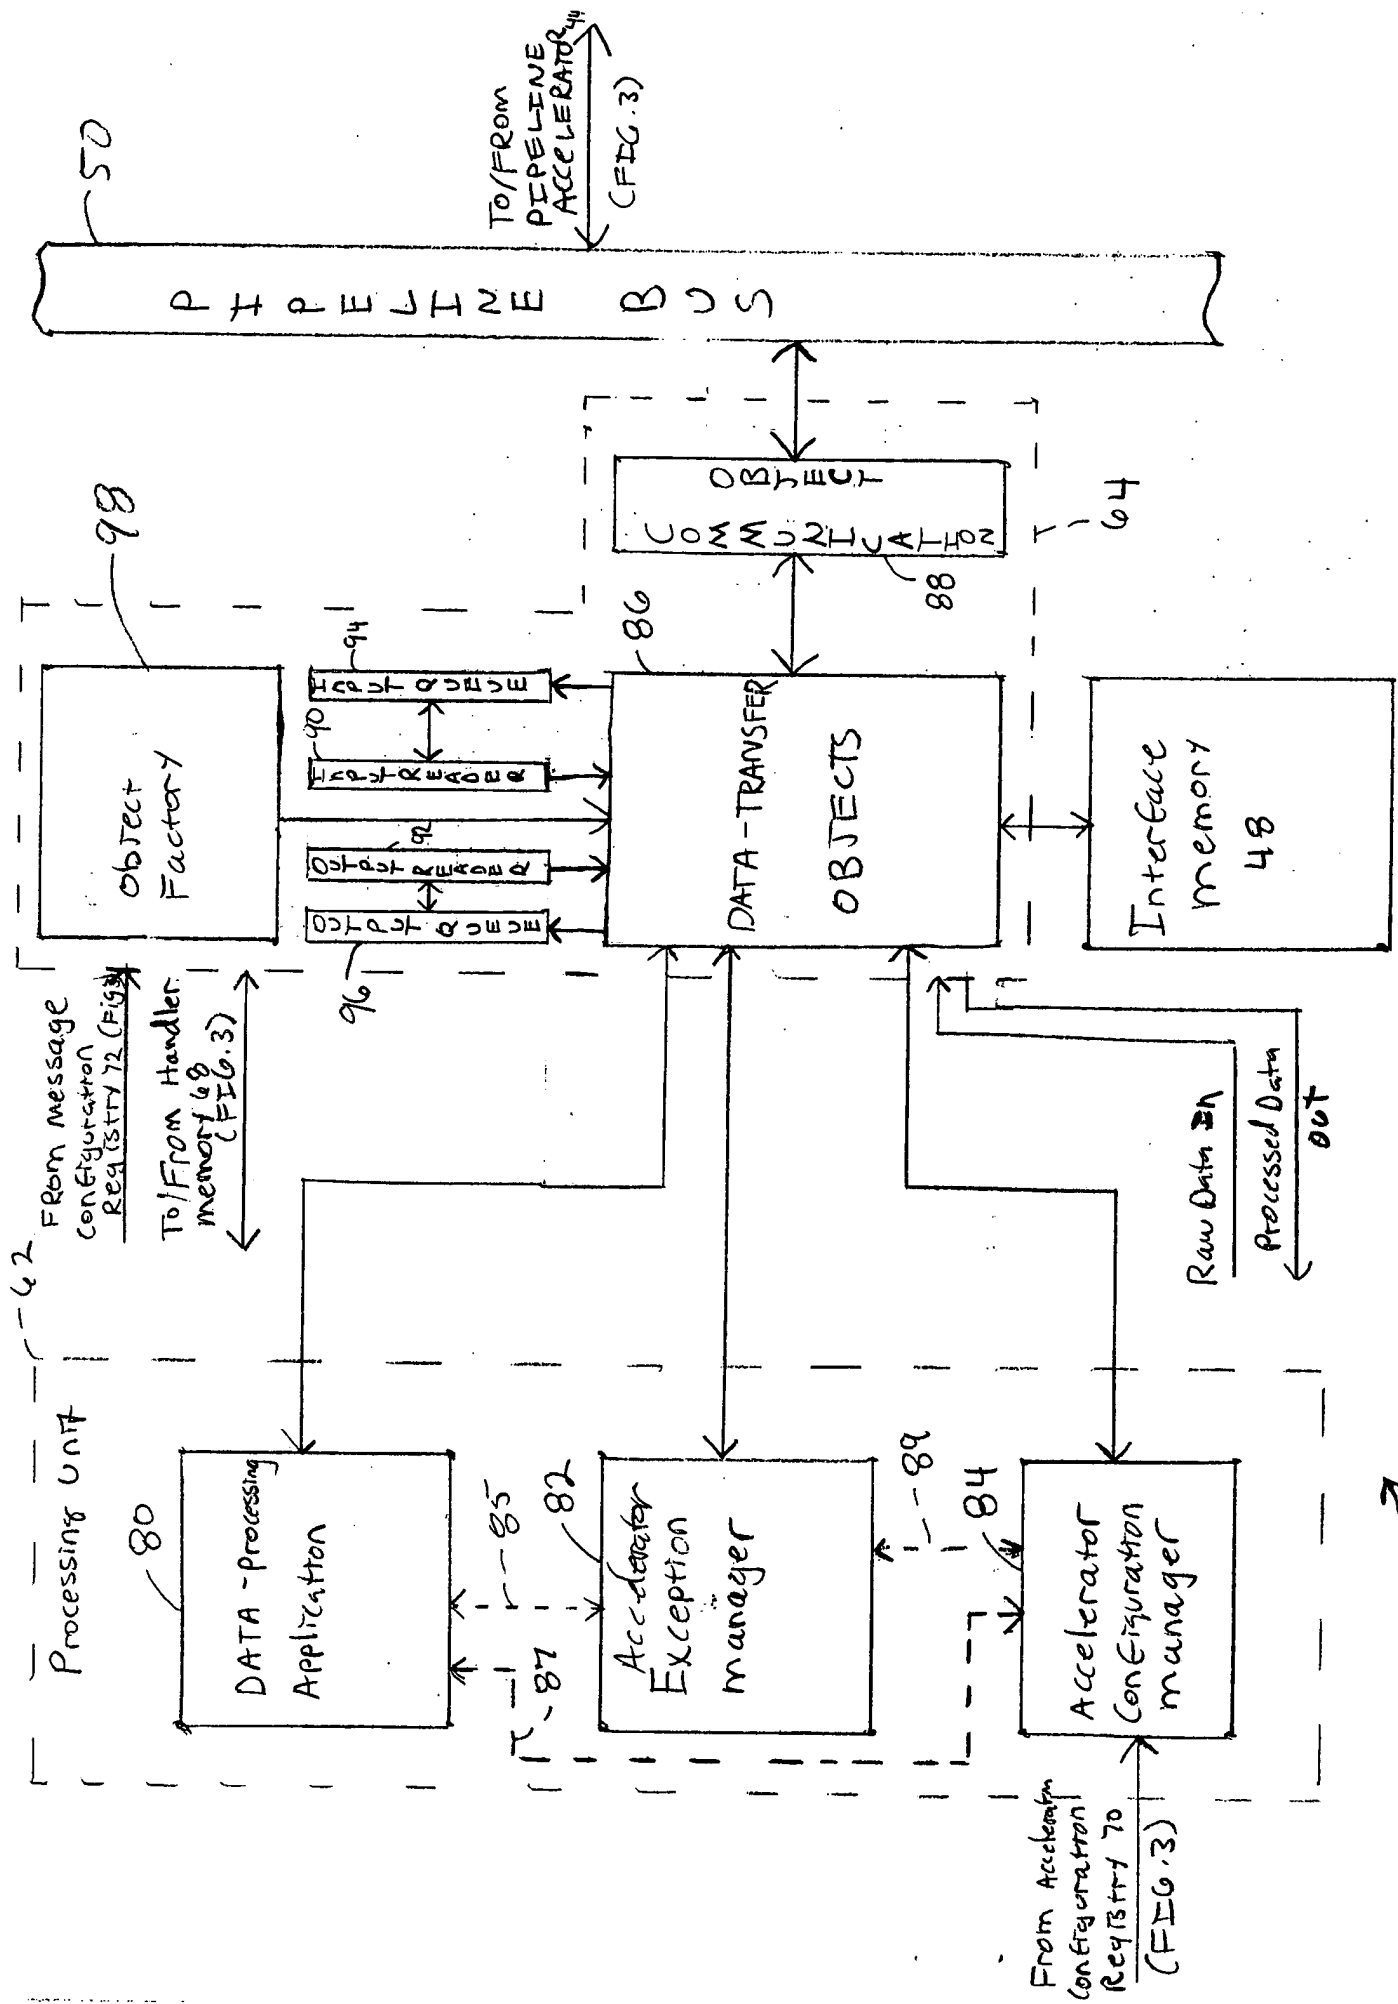 62
Processing unit
80
DATA-processing
Application
85
87
82
Accelerator
Exception
manager
89
84
Accelerator
Configuration
manager
From Accelerator
Configuration
Registry 70
(FIG.3)
FROM message
Configuration
Registry 72 (Fig 3)
To/From Handler
memory 68
(FIG.3)
Raw Data In
Processed Data
out
98
Object
Factory
94
INPUT QUEUE
90
INPUT READER
92
OUTPUT READER
OUTPUT QUEUE
96
86
DATA-TRANSFER
OBJECTS
Interface
memory
48
OBJECT
COMMUNICATION
88
64
50
PIPELINE BUS
TO/FROM
PIPELINE
ACCELERATOR 44
(FIG.3)